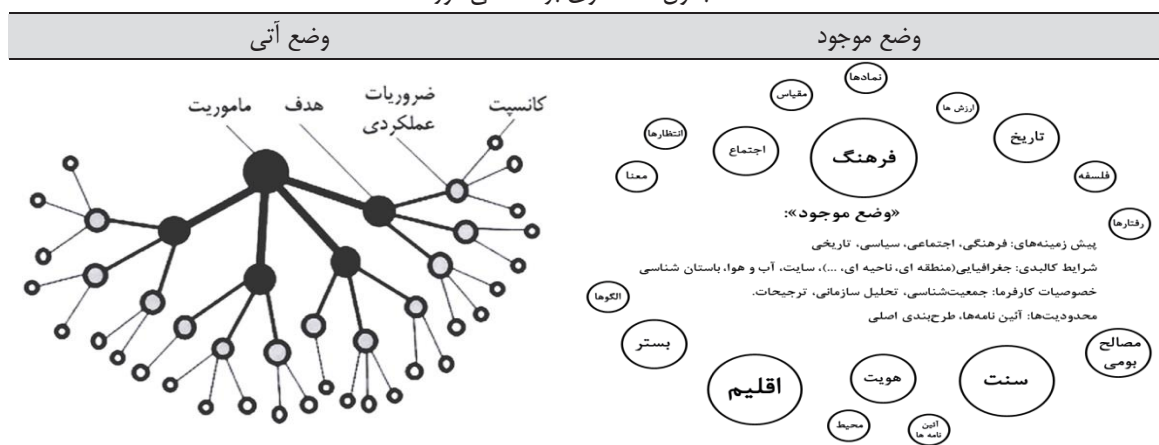 وضع موجود
وضع آتی
نمادها
مقیاس
ارزش ها
انتظارها
اجتماع
فرهنگ
تاریخ
معنا
فلسفه
رفتارها
«وضع موجود»:
پیش زمینه‌های: فرهنگی، اجتماعی، سیاسی، تاریخی
شرایط کالبدی: جغرافیایی(منطقه ای، ناحیه ای، ...)، سایت، آب و هوا، باستان شناسی
خصوصیات کارفرما: جمعیت‌شناسی، تحلیل سازمانی، ترجیحات.
محدودیت‌ها: آئین نامه‌ها، طرح‌بندی اصلی
الگوها
بستر
مصالح
بومی
اقلیم
هویت
سنت
محیط
آئین
نامه ها
ماموریت
هدف
ضروریات
عملکردی
کانسپت